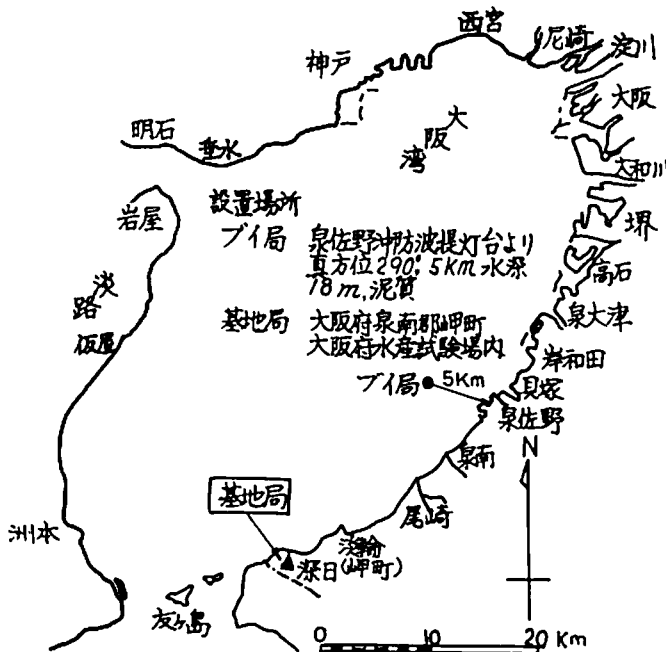 西宮
尼崎
淀川
神戸
大阪
明石
垂水
大阪湾
大和川
岩屋
設置場所
堺
ブイ局 泉佐野沖防波堤灯台より
真方位290°, 5Km 水深
18m, 泥質
高石
淡路
仮屋
基地局 大阪府泉南郡岬町
大阪府水産試験場内
泉大津
岸和田
ブイ局 5Km
貝塚
泉佐野
N
泉南
基地局
尾崎
洲本
淡輪
深日(岬町)
友ヶ島
0 10 20 Km